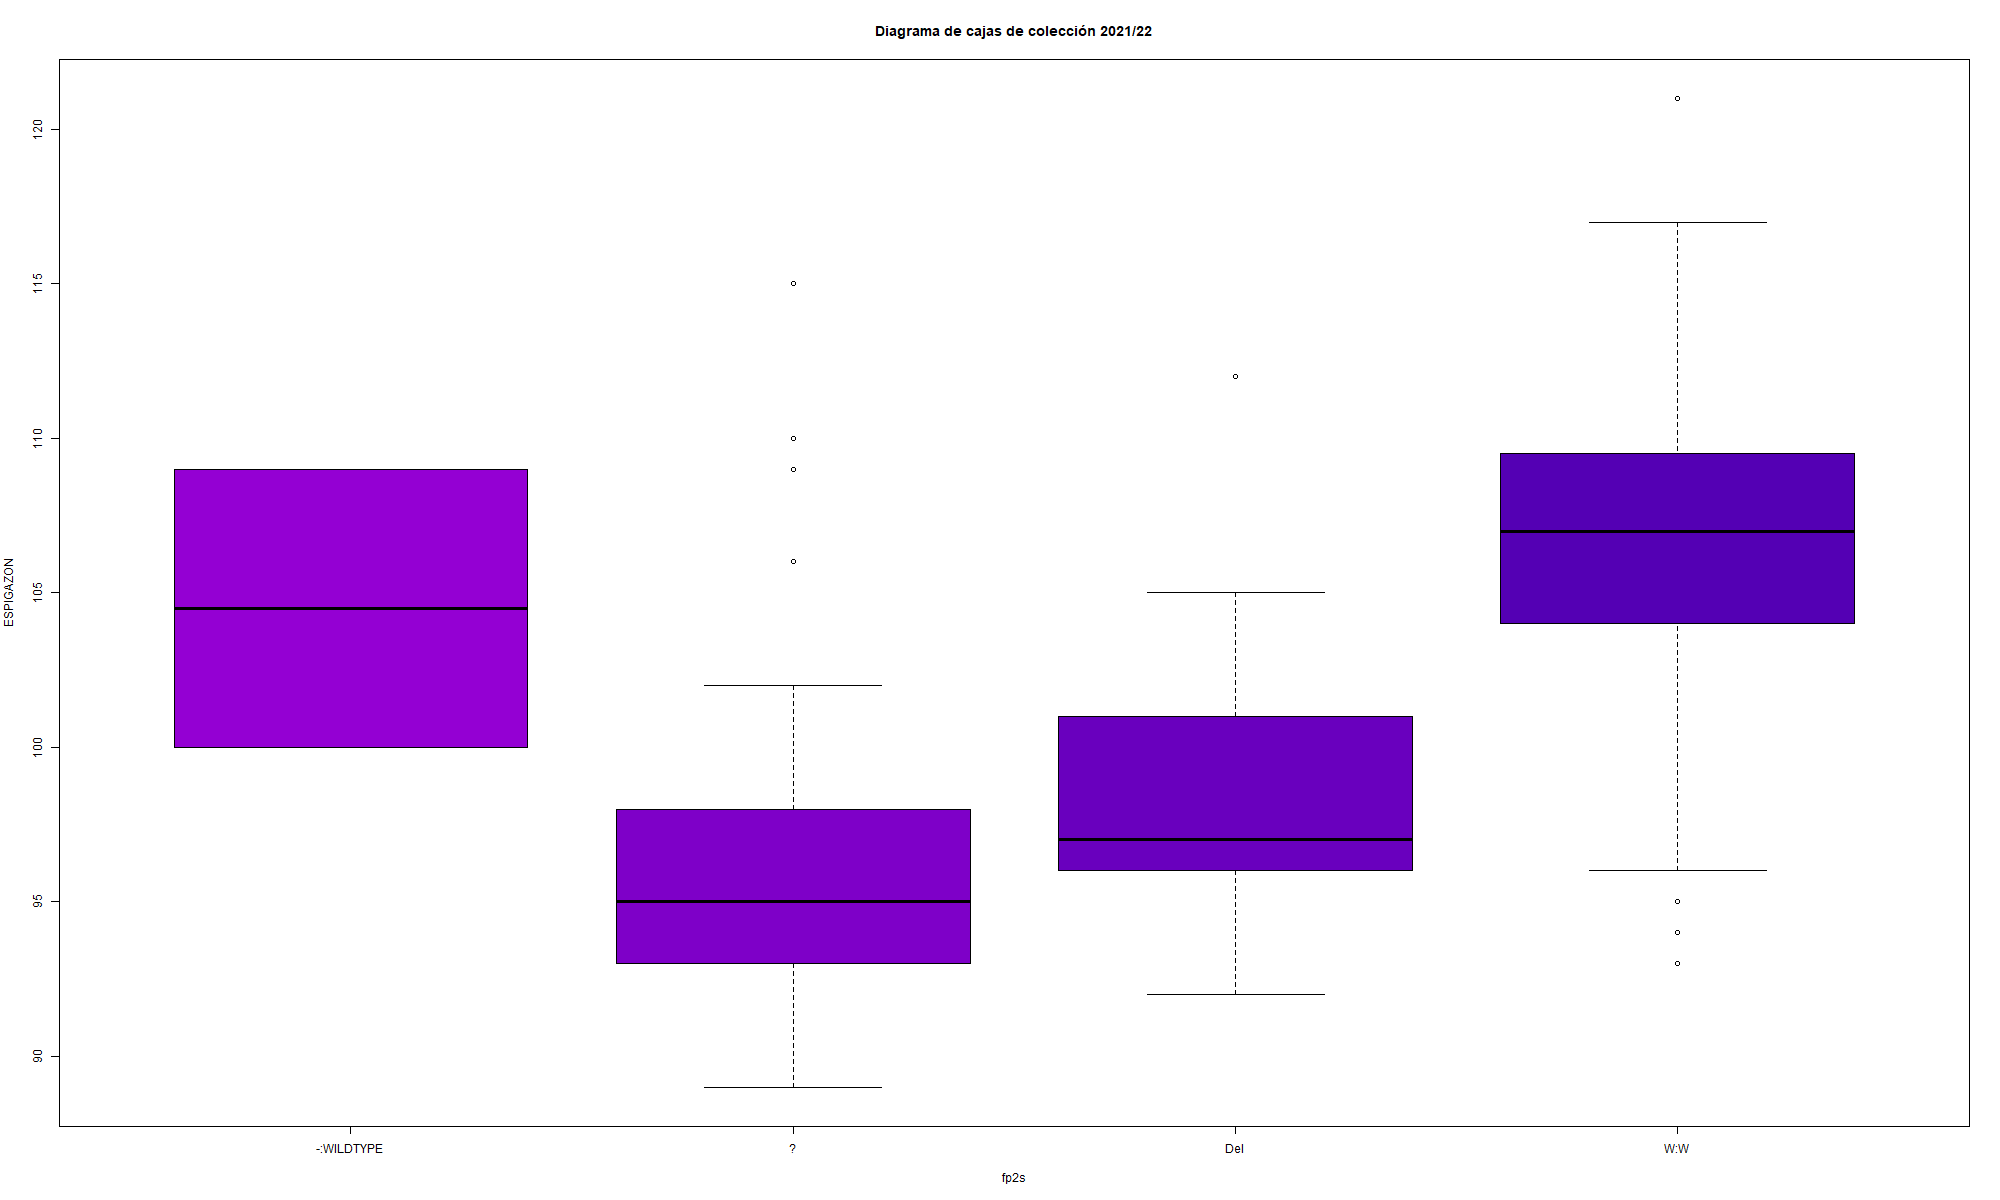 Diagrama de cajas de colección 2021/22
ESPIGAZON
120
115
110
105
100
95
90
-:WILDTYPE
?
Del
W:W
fp2s